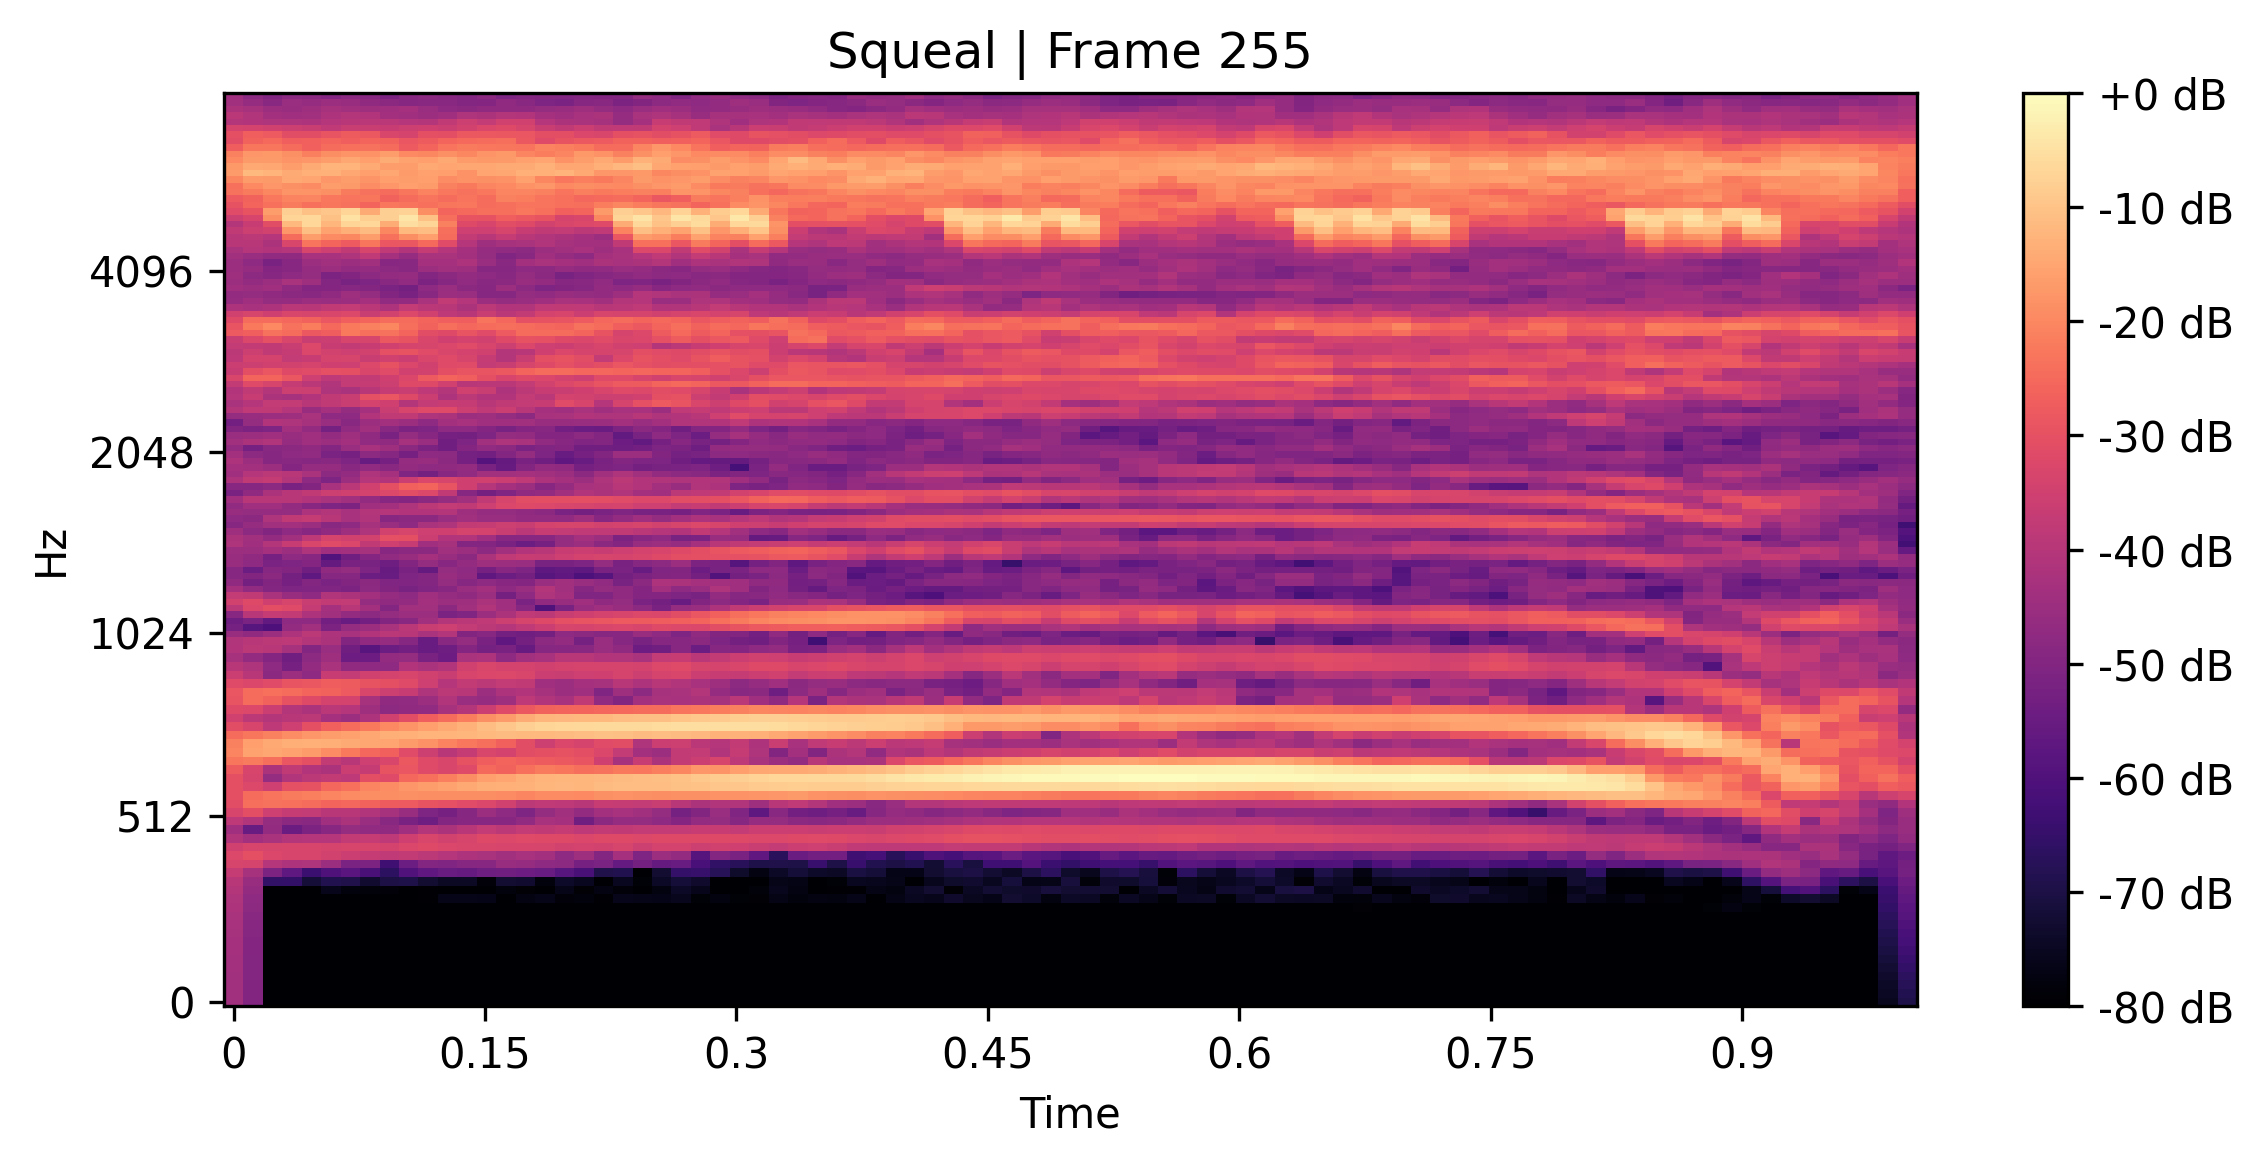 Squeal | Frame 255
+0 dB
-10 dB
-20 dB
-30 dB
-40 dB
-50 dB
-60 dB
-70 dB
-80 dB
4096
2048
1024
512
0
Hz
0 0.15 0.3 0.45 0.6 0.75 0.9
Time